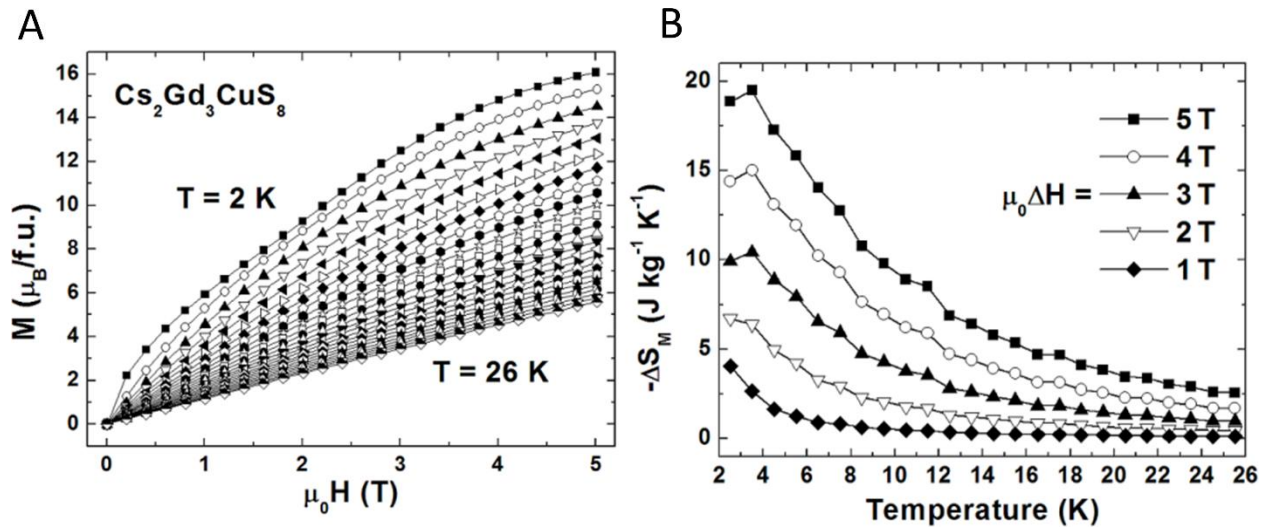 A
M (μB/f.u.)
16
14
12
10
8
6
4
2
0
Cs2Gd3CuS8
T = 2 K
T = 26 K
0 1 2 3 4 5
μ0H (T)
B
-ΔSM (J kg-1 K-1)
20
15
10
5
0
μ0ΔH =
5 T
4 T
3 T
2 T
1 T
2 4 6 8 10 12 14 16 18 20 22 24 26
Temperature (K)